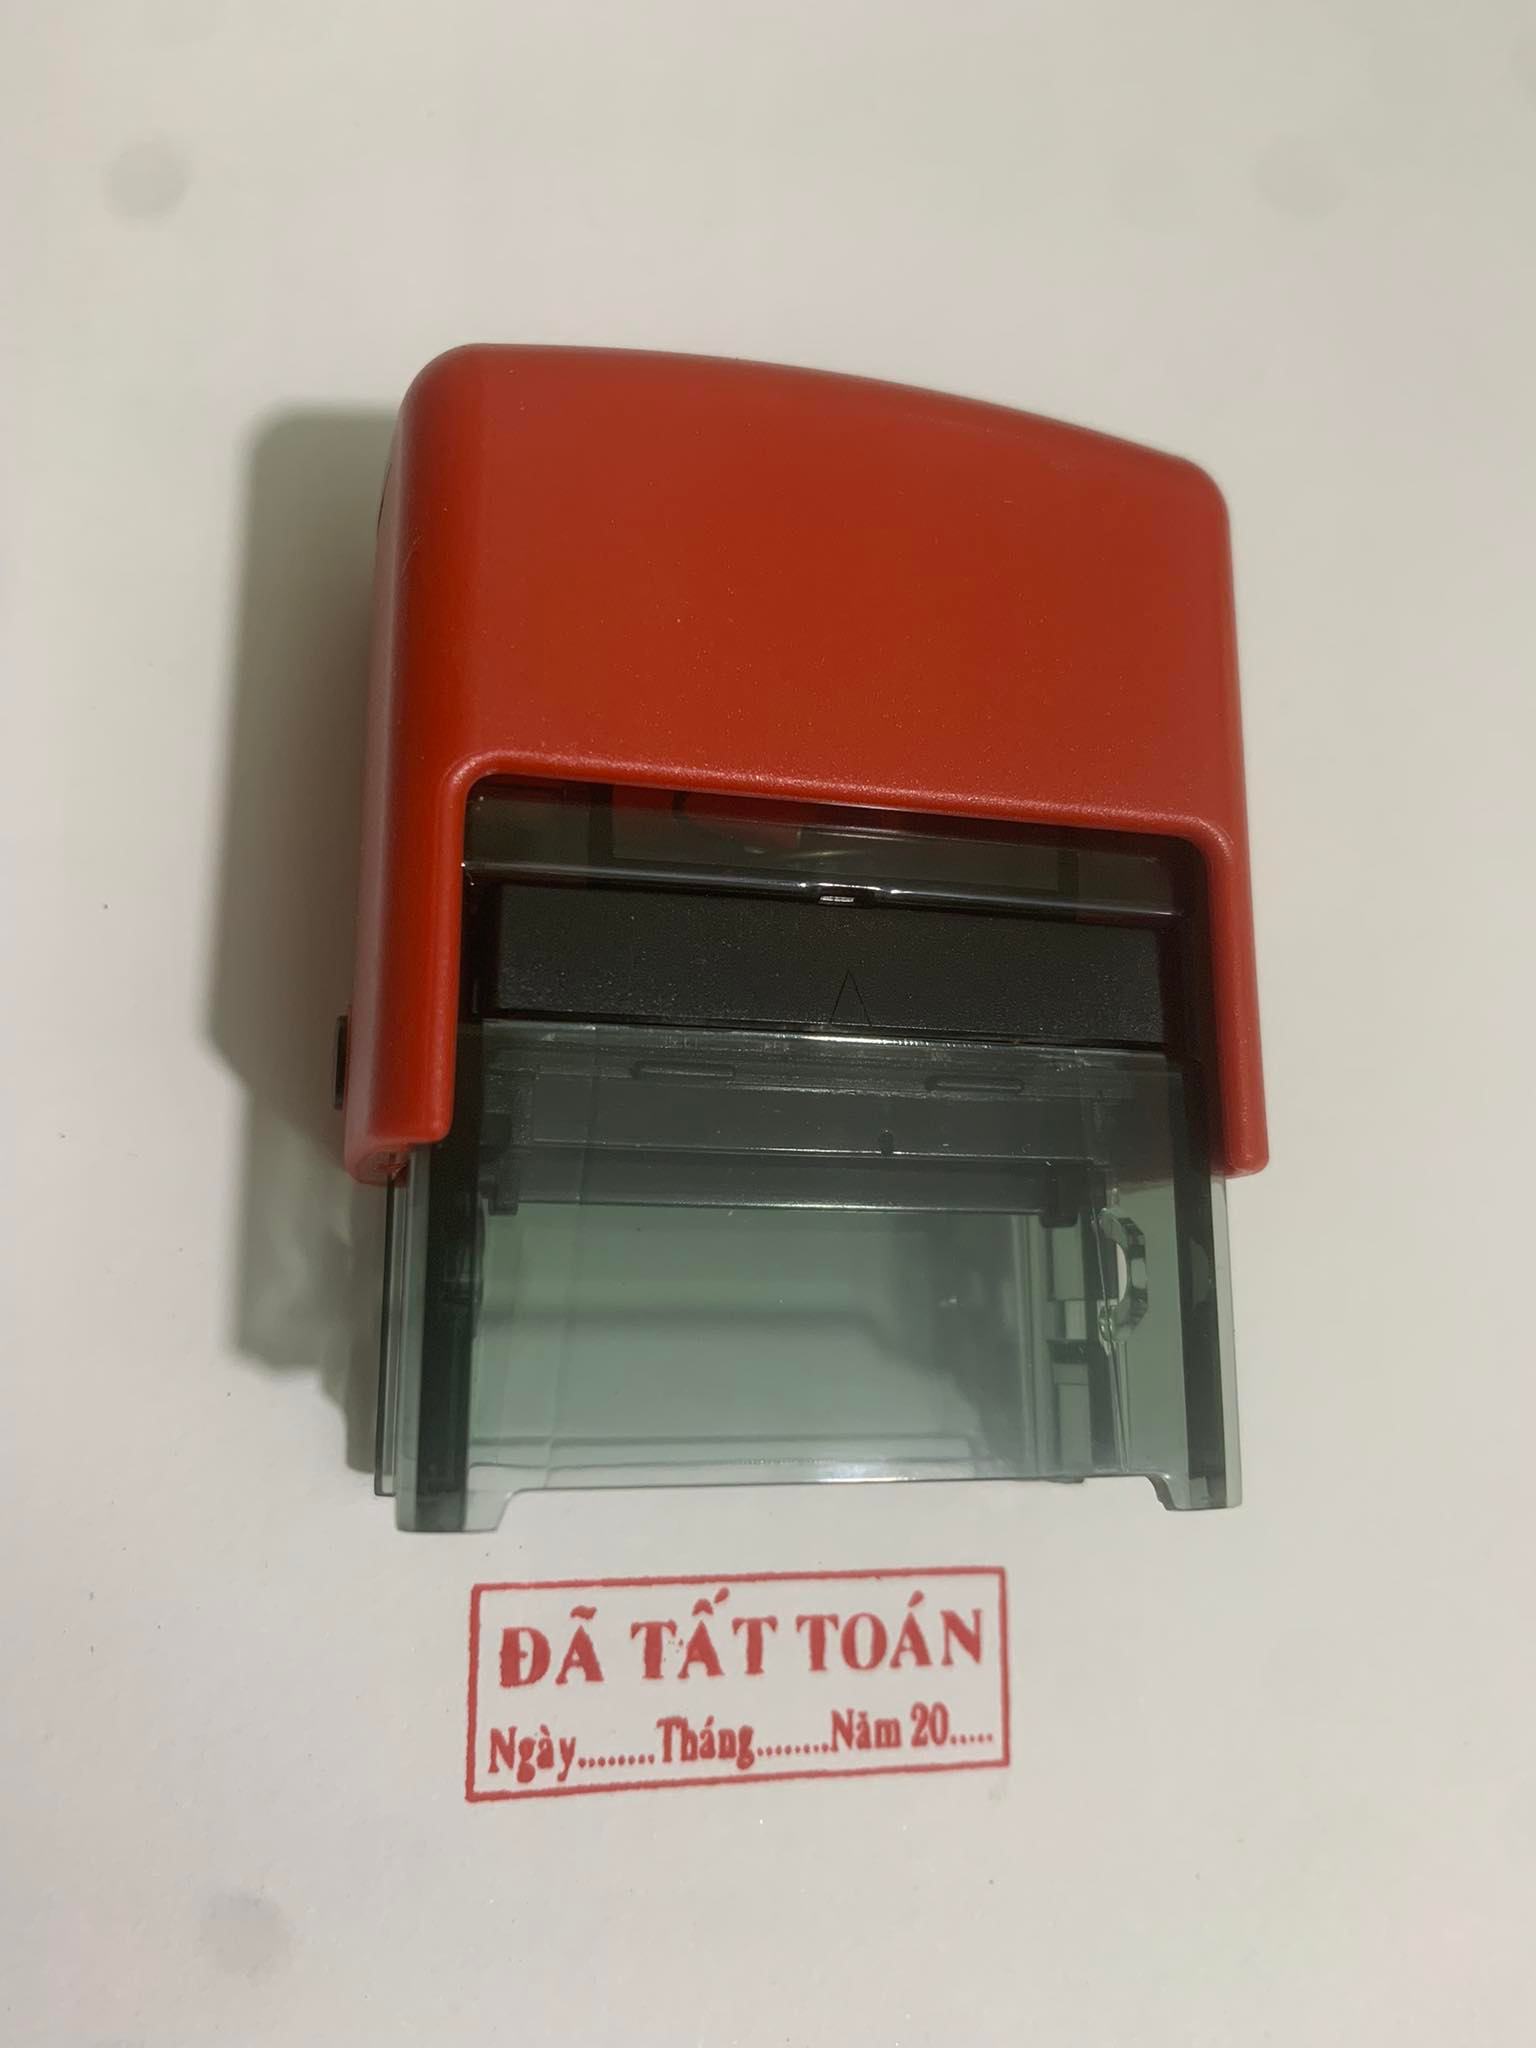 ĐÃ TẤT TOÁN
Ngày........Tháng........Năm 20.....